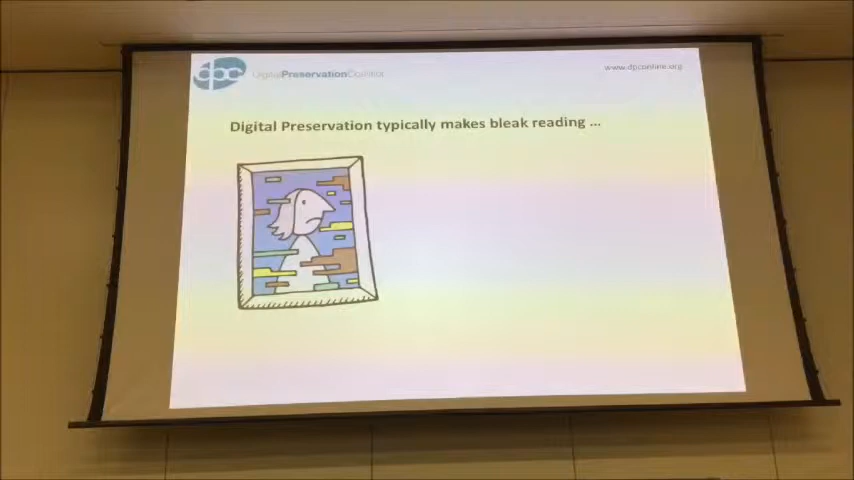 dpc
DigitalPreservationCoalition
www.dpconline.org
Digital Preservation typically makes bleak reading ...